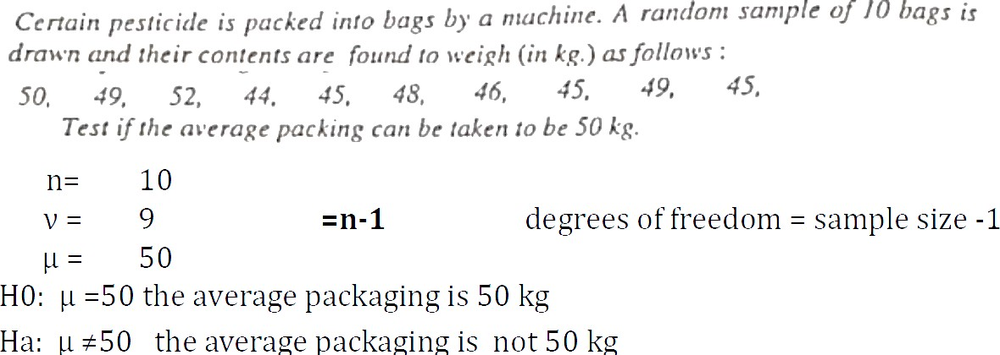 Certain pesticide is packed into bags by a machine. A random sample of 10 bags is
drawn and their contents are found to weigh (in kg.) as follows :
50, 49, 52, 44. 45, 48, 46, 45, 49, 45,
Test if the average packing can be taken to be 50 kg.
n= 10
ν = 9 =n-1 degrees of freedom = sample size -1
μ = 50
H0: μ =50 the average packaging is 50 kg
Ha: μ ≠50 the average packaging is not 50 kg